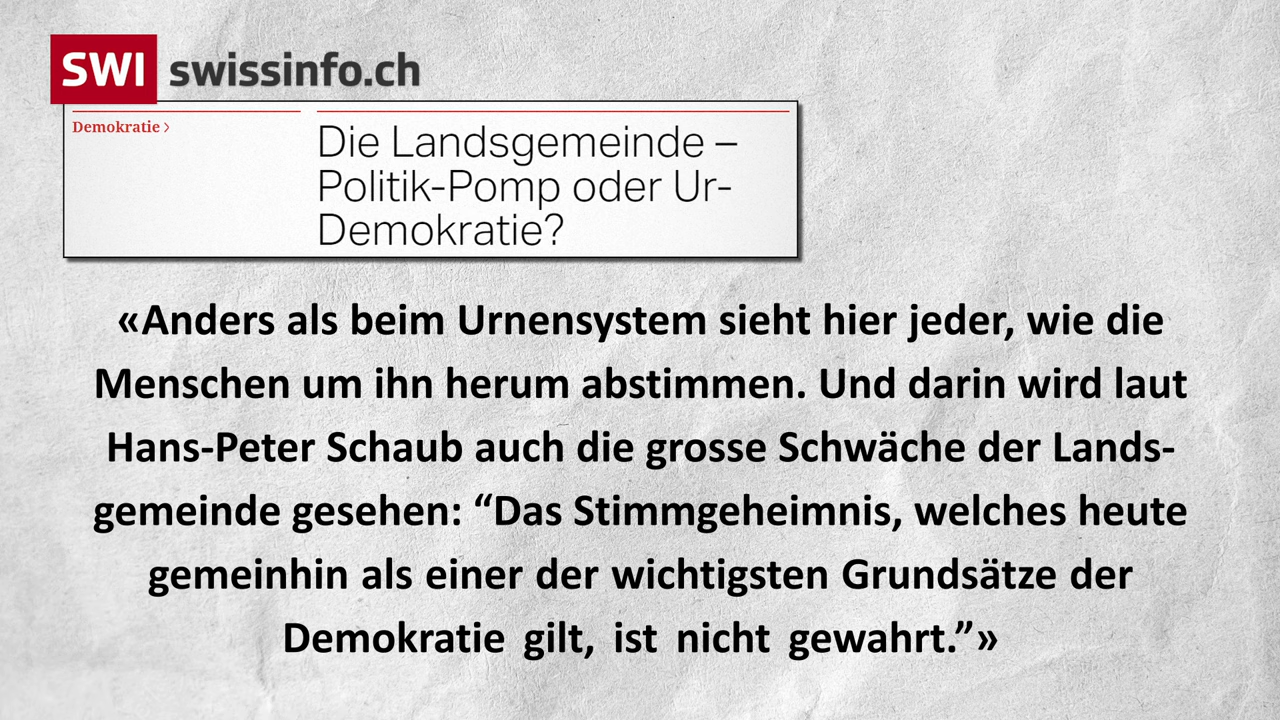 SWI swissinfo.ch
Demokratie >
Die Landsgemeinde –
Politik-Pomp oder Ur-
Demokratie?
«Anders als beim Urnensystem sieht hier jeder, wie die
Menschen um ihn herum abstimmen. Und darin wird laut
Hans-Peter Schaub auch die grosse Schwäche der Lands-
gemeinde gesehen: “Das Stimmgeheimnis, welches heute
gemeinhin als einer der wichtigsten Grundsätze der
Demokratie gilt, ist nicht gewahrt.”»